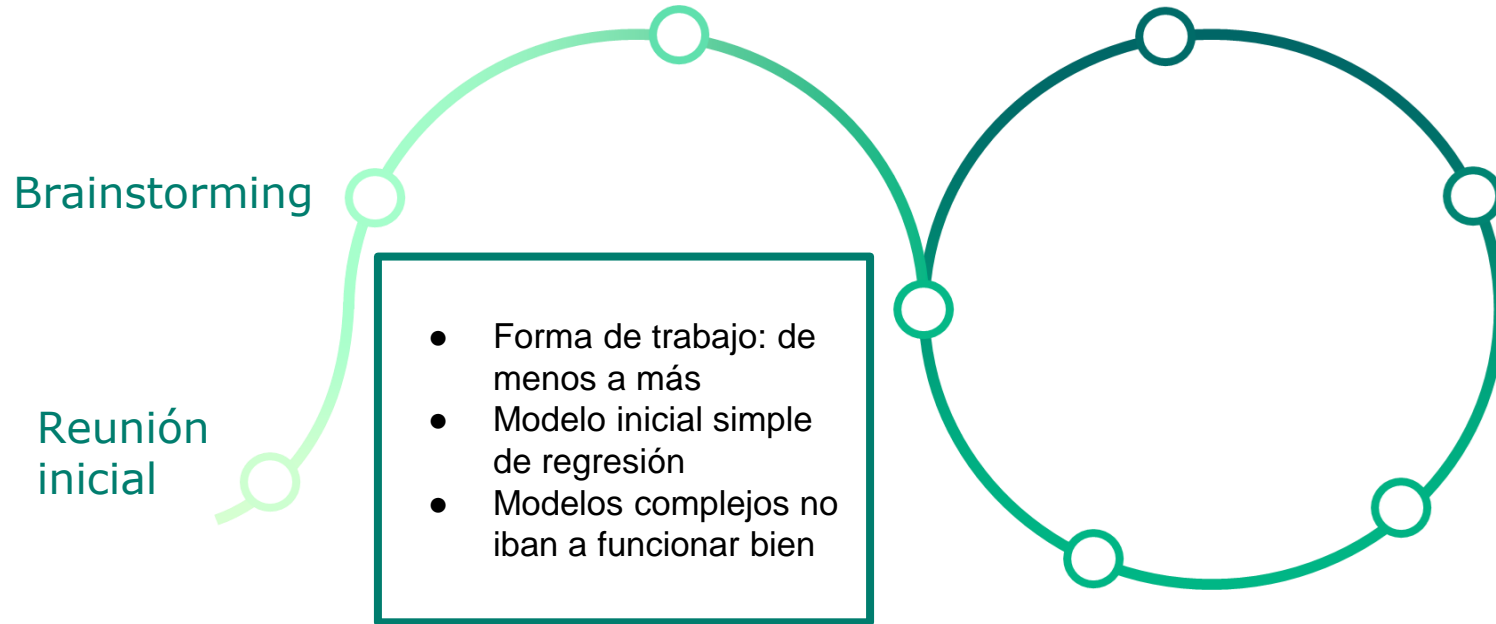 Brainstorming
Reunión
inicial
● Forma de trabajo: de
menos a más
● Modelo inicial simple
de regresión
● Modelos complejos no
iban a funcionar bien